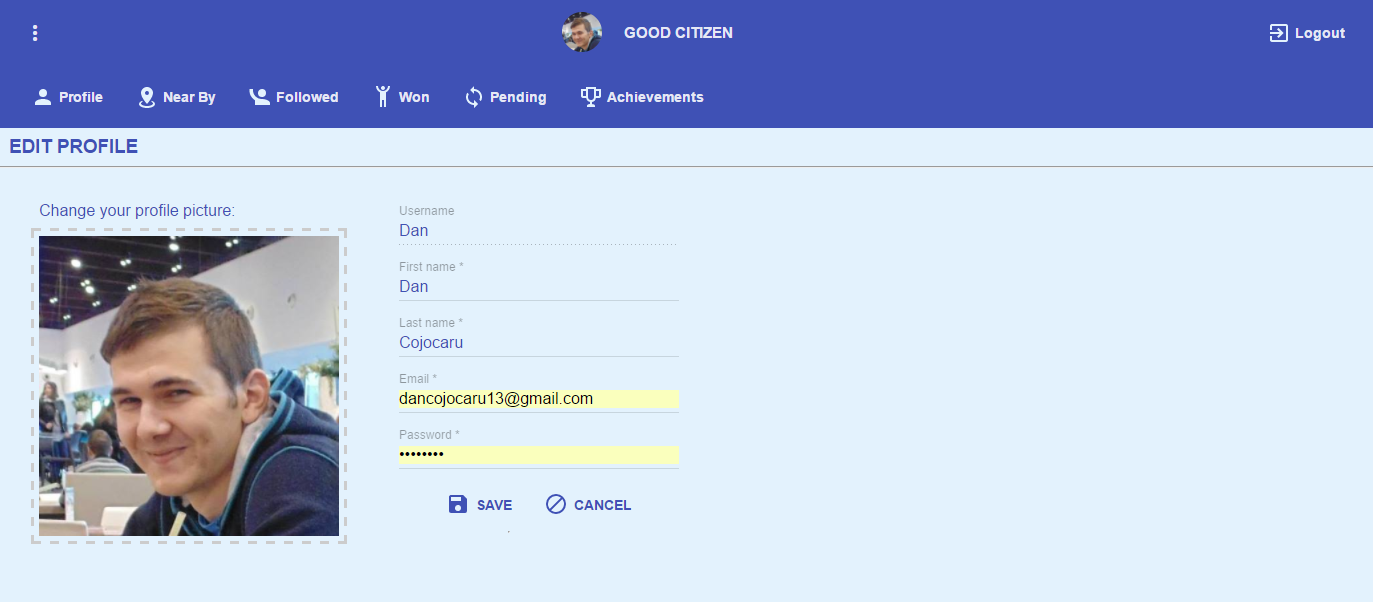 GOOD CITIZEN
Logout
Profile
Near By
Followed
Won
Pending
Achievements
EDIT PROFILE
Change your profile picture:
Username
Dan
First name *
Dan
Last name *
Cojocaru
Email *
dancojocaru13@gmail.com
Password *
••••••••
SAVE
CANCEL